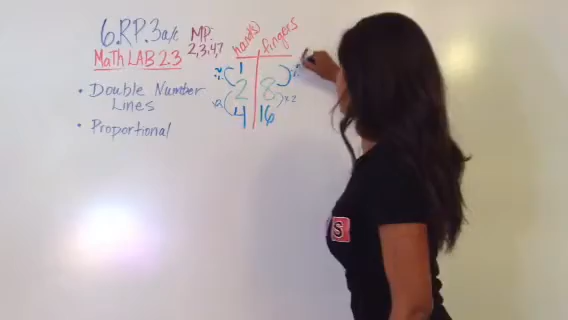 6.RP.3a/c
MP:
2,3,4,7
Math LAB 2.3
• Double Number
Lines
• Proportional
hands fingers
1
2 8
4 16
x2 x2
S